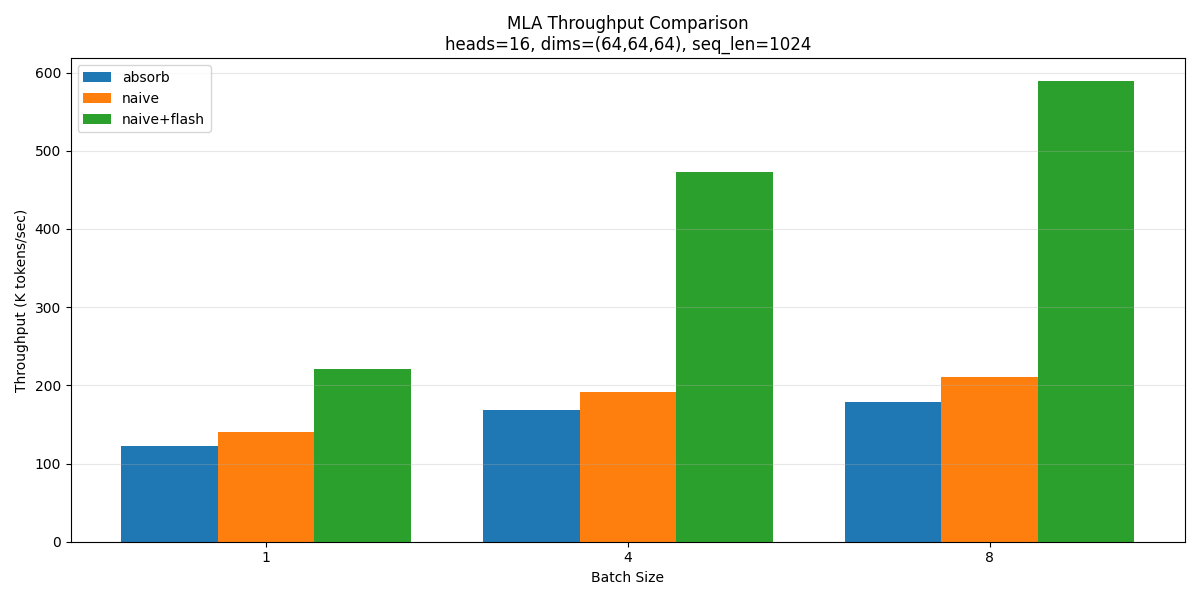 MLA Throughput Comparison
heads=16, dims=(64,64,64), seq_len=1024
absorb
naive
naive+flash
Throughput (K tokens/sec)
600
500
400
300
200
100
0
1 4 8
Batch Size